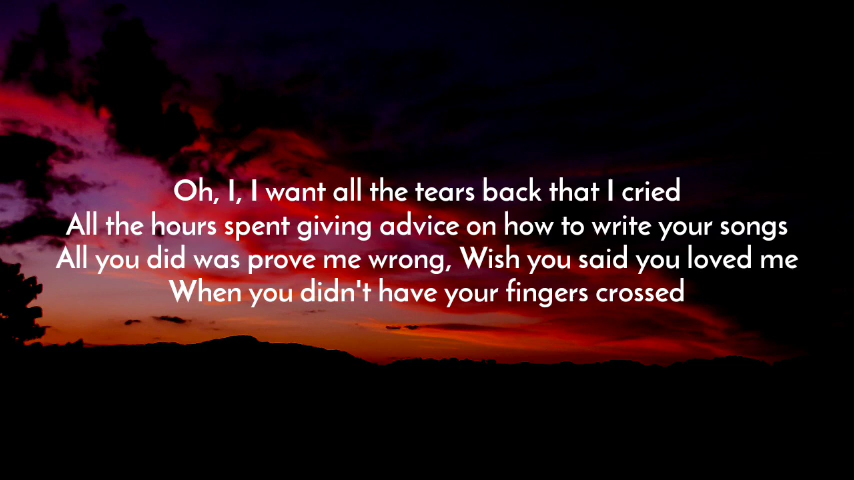 Oh, I, I want all the tears back that I cried
All the hours spent giving advice on how to write your songs
All you did was prove me wrong, Wish you said you loved me
When you didn't have your fingers crossed